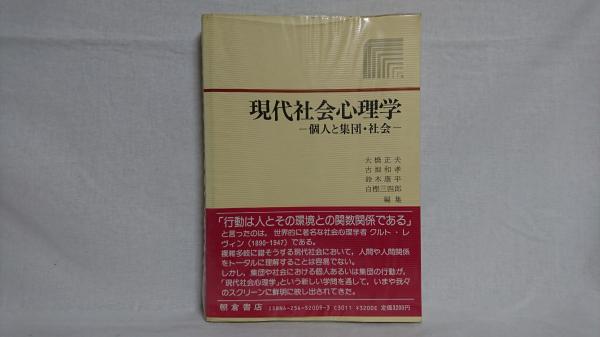 現代社会心理学
－個人と集団・社会－
大橋正夫
古畑和孝
鈴木康平
白樫三四郎
編集
「行動は人とその環境との関数関係である」
と言ったのは，世界的に著名な社会心理学者 クルト・レ
ヴィン（1890-1947）である。
複雑多岐に錯そうする現代社会において，人間や人間関係
をトータルに理解することは容易でない。
しかし，集団や社会における個人あるいは集団の行動が，
「現代社会心理学」という新しい学問を通して，いまや我々
のスクリーンに鮮明に映し出されてきた。
朝倉書店 ISBN4-254-52009-3 C3011 ¥3200E 定価3200円